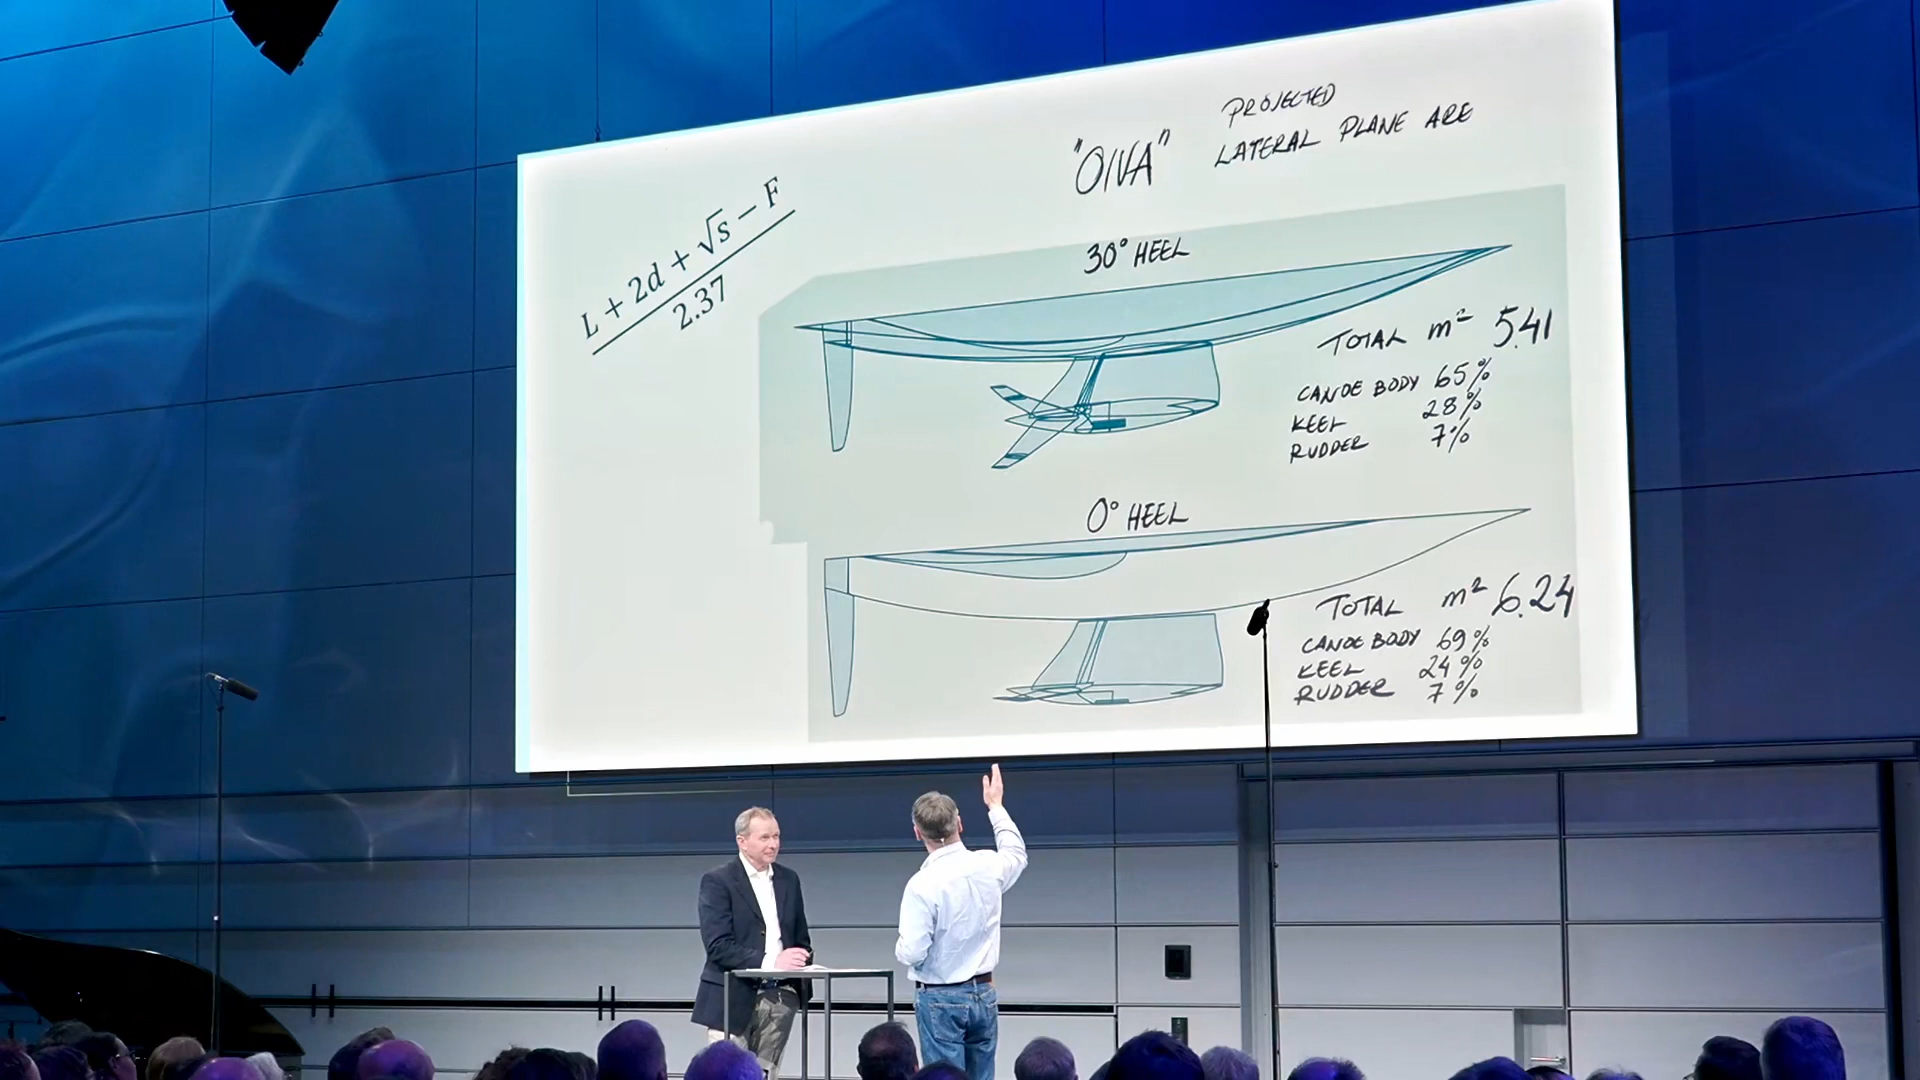 L + 2d + √s − F
2.37
"OIVA"
PROJECTED
LATERAL PLANE ARE
30° HEEL
TOTAL m² 5.41
CANOE BODY 65%
KEEL 28%
RUDDER 7%
0° HEEL
TOTAL m² 6.24
CANOE BODY 69%
KEEL 24%
RUDDER 7%